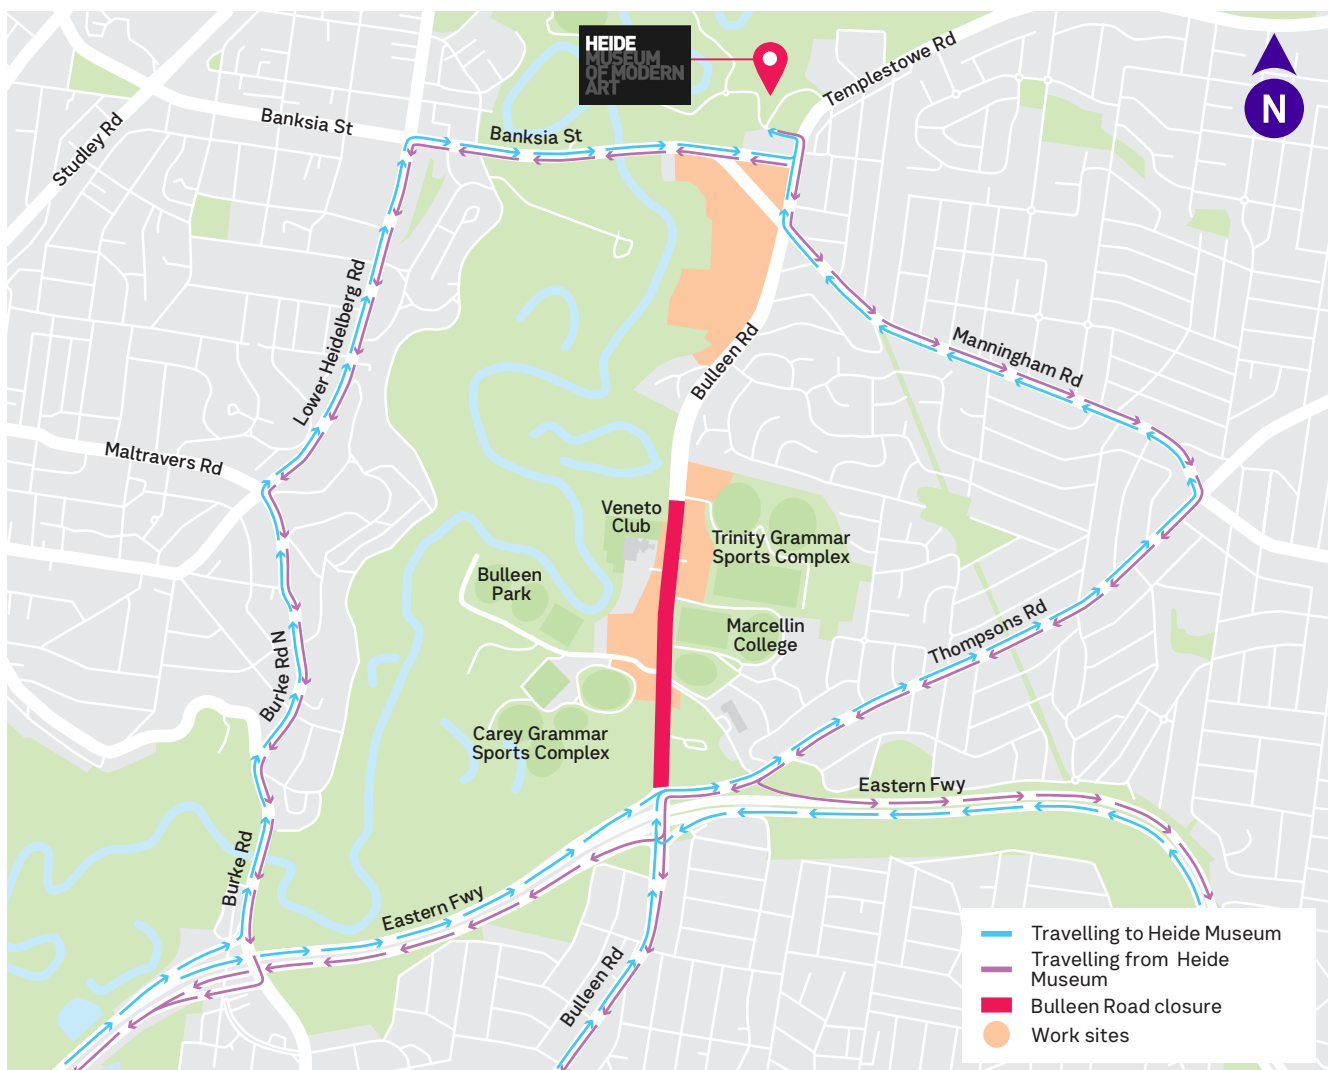 HEIDE
MUSEUM
OF MODERN
ART
Templestowe Rd
N
Banksia St
Banksia St
Studley Rd
Lower Heidelberg Rd
Bulleen Rd
Manningham Rd
Maltravers Rd
Veneto
Club
Trinity Grammar
Sports Complex
Bulleen
Park
Marcellin
College
Thompsons Rd
Burke Rd N
Carey Grammar
Sports Complex
Eastern Fwy
Burke Rd
Eastern Fwy
Bulleen Rd
Travelling to Heide Museum
Travelling from Heide
Museum
Bulleen Road closure
Work sites